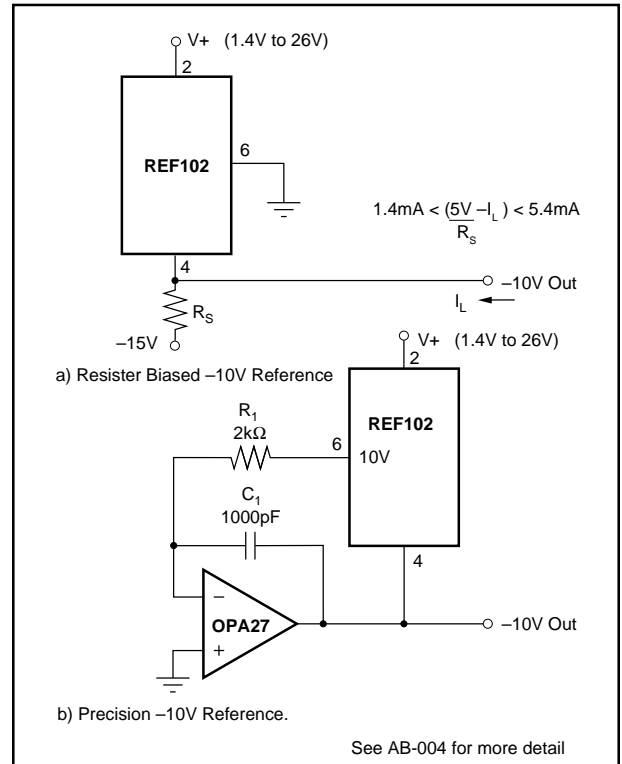 V+ (1.4V to 26V)
2
REF102
6
1.4mA < (5V –I_L) < 5.4mA
R_S
4
–10V Out
I_L
R_S
–15V
a) Resister Biased –10V Reference
V+ (1.4V to 26V)
2
REF102
R_1
2kΩ
6
10V
C_1
1000pF
4
–
OPA27
+
–10V Out
b) Precision –10V Reference.
See AB-004 for more detail